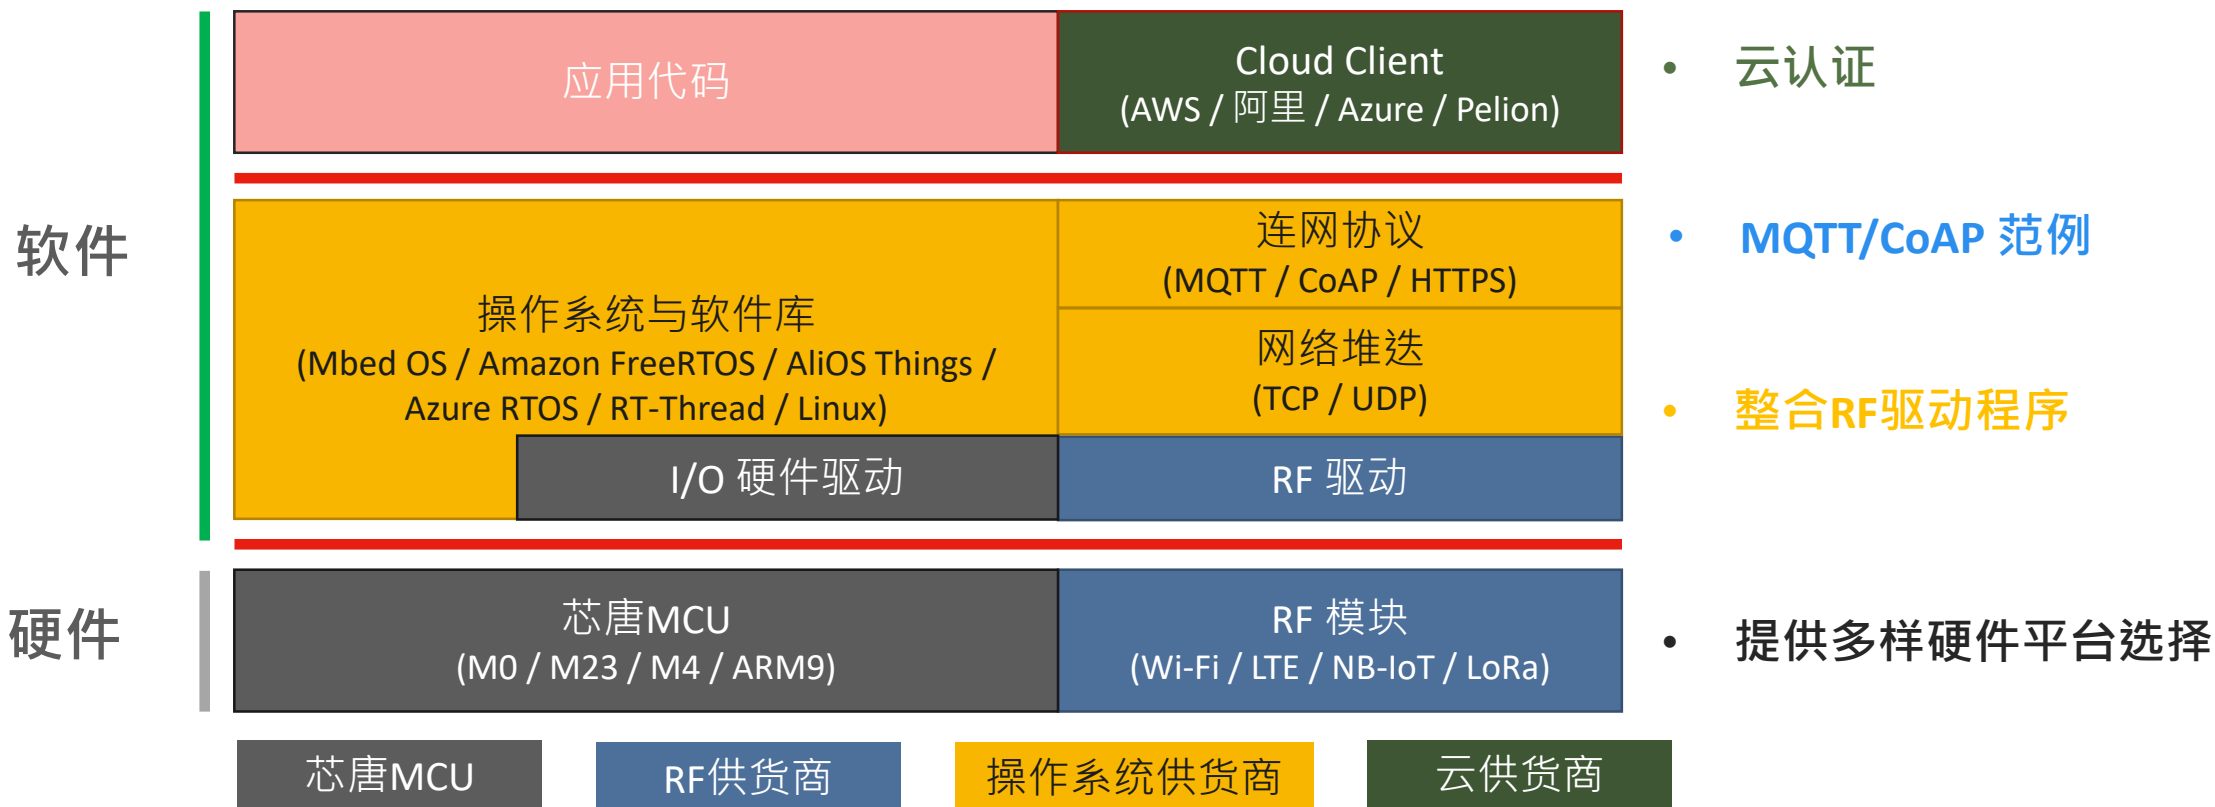 软件
硬件
应用代码
Cloud Client
(AWS / 阿里 / Azure / Pelion)
操作系统与软件库
(Mbed OS / Amazon FreeRTOS / AliOS Things /
Azure RTOS / RT-Thread / Linux)
连网协议
(MQTT / CoAP / HTTPS)
网络堆迭
(TCP / UDP)
I/O 硬件驱动
RF 驱动
芯唐MCU
(M0 / M23 / M4 / ARM9)
RF 模块
(Wi-Fi / LTE / NB-IoT / LoRa)
• 云认证
• MQTT/CoAP 范例
• 整合RF驱动程序
• 提供多样硬件平台选择
芯唐MCU
RF供货商
操作系统供货商
云供货商